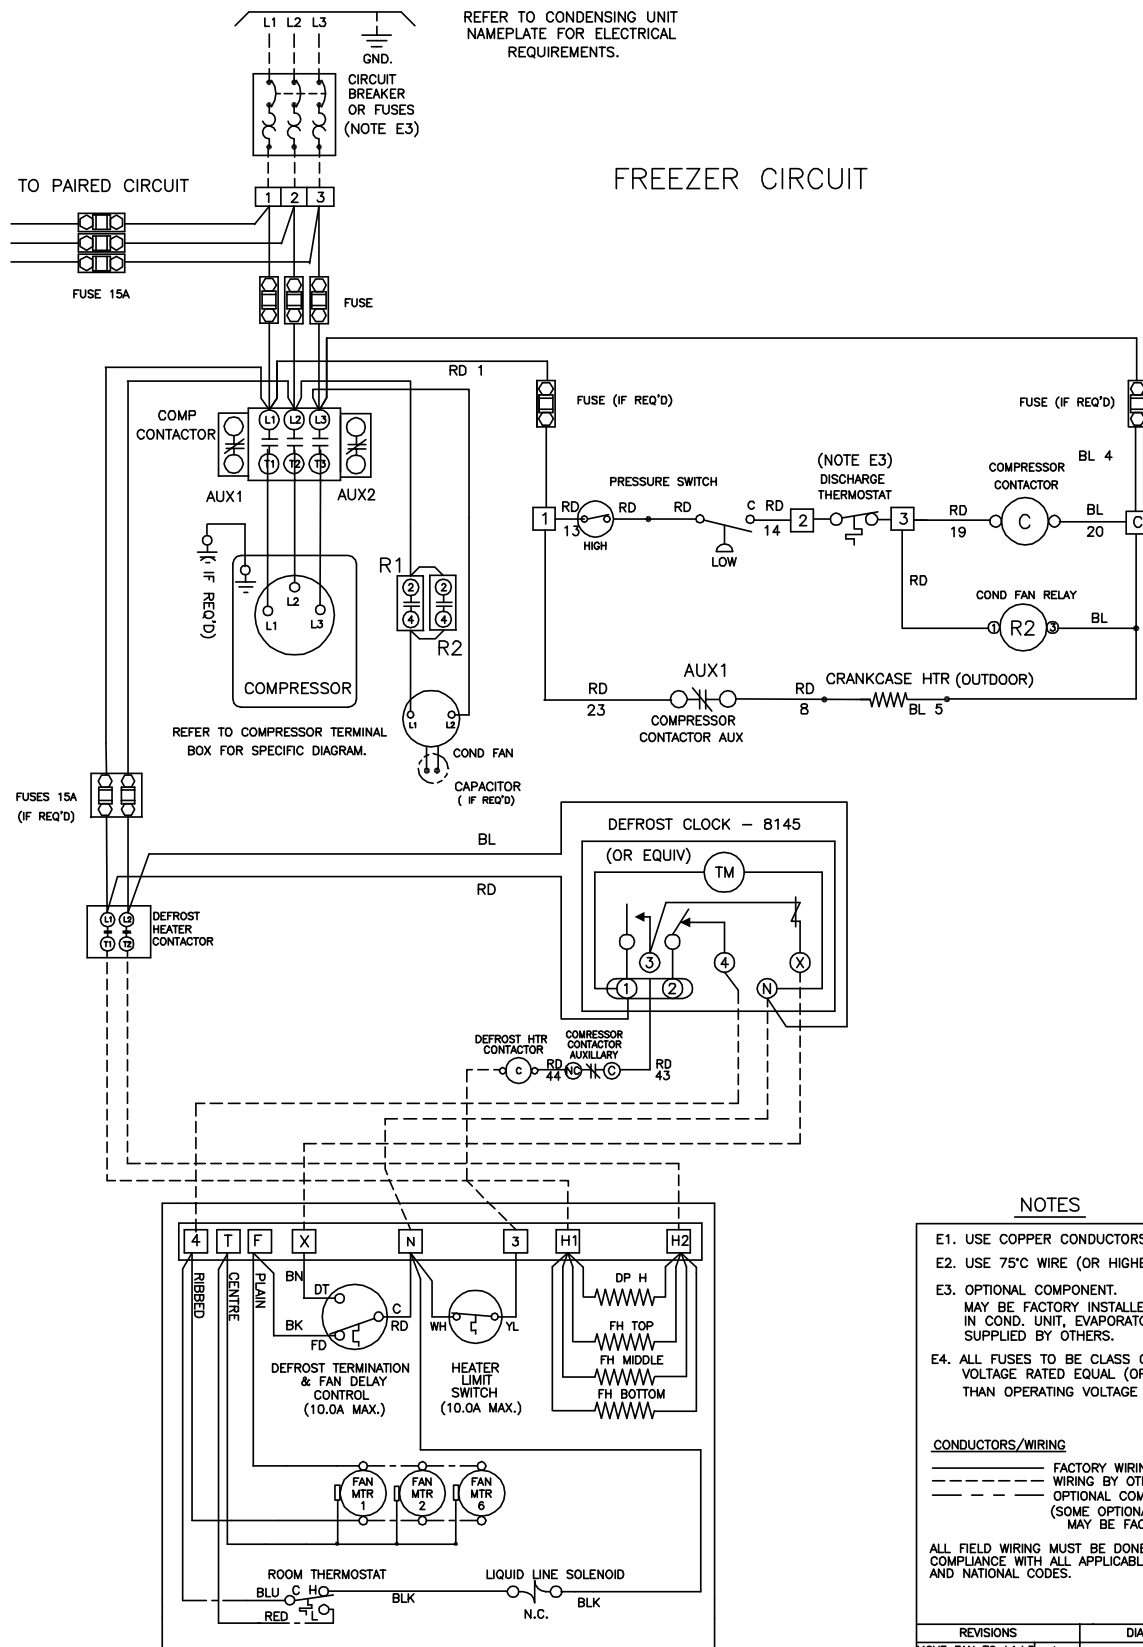 L1 L2 L3
GND.
REFER TO CONDENSING UNIT
NAMEPLATE FOR ELECTRICAL
REQUIREMENTS.
CIRCUIT
BREAKER
OR FUSES
(NOTE E3)
TO PAIRED CIRCUIT
FREEZER CIRCUIT
1 2 3
FUSE 15A
FUSE
RD 1
FUSE (IF REQ'D)
FUSE (IF REQ'D)
COMP
CONTACTOR
L1 L2 L3
T1 T2 T3
AUX1
AUX2
BL 4
PRESSURE SWITCH
(NOTE E3)
DISCHARGE
THERMOSTAT
COMPRESSOR
CONTACTOR
1
RD
13
HIGH
RD
RD
LOW
C RD
14
2
3
RD
19
C
BL
20
C
( IF REQ'D)
L1
L2
L3
COMPRESSOR
R1
2
4
2
4
R2
RD
COND FAN RELAY
1
R2
3
BL
REFER TO COMPRESSOR TERMINAL
BOX FOR SPECIFIC DIAGRAM.
L1
L2
COND FAN
CAPACITOR
( IF REQ'D)
RD
23
AUX1
COMPRESSOR
CONTACTOR AUX
RD
8
CRANKCASE HTR (OUTDOOR)
BL 5
FUSES 15A
(IF REQ'D)
BL
RD
DEFROST CLOCK – 8145
(OR EQUIV)
TM
3
4
X
1
2
N
L1 L2
T1 T2
DEFROST
HEATER
CONTACTOR
DEFROST HTR
CONTACTOR
COMRESSOR
CONTACTOR
AUXILLARY
C
RD
44
NC
C
RD
43
4 T F X N 3 H1 H2
RIBBED
CENTRE
PLAIN
BN
DT
BK
FD
C
RD
WH
YL
DEFROST TERMINATION
& FAN DELAY
CONTROL
(10.0A MAX.)
HEATER
LIMIT
SWITCH
(10.0A MAX.)
DP H
FH TOP
FH MIDDLE
FH BOTTOM
FAN
MTR
1
FAN
MTR
2
FAN
MTR
6
ROOM THERMOSTAT
BLU
C H
L
RED
BLK
LIQUID LINE SOLENOID
N.C.
BLK
NOTES
E1. USE COPPER CONDUCTORS
E2. USE 75°C WIRE (OR HIGHE
E3. OPTIONAL COMPONENT.
MAY BE FACTORY INSTALLE
IN COND. UNIT, EVAPORATO
SUPPLIED BY OTHERS.
E4. ALL FUSES TO BE CLASS
VOLTAGE RATED EQUAL (OR
THAN OPERATING VOLTAGE
CONDUCTORS/WIRING
FACTORY WIRIN
WIRING BY OT
OPTIONAL COM
(SOME OPTION
MAY BE FAC
ALL FIELD WIRING MUST BE DONE
COMPLIANCE WITH ALL APPLICABL
AND NATIONAL CODES.
REVISIONS
DIA